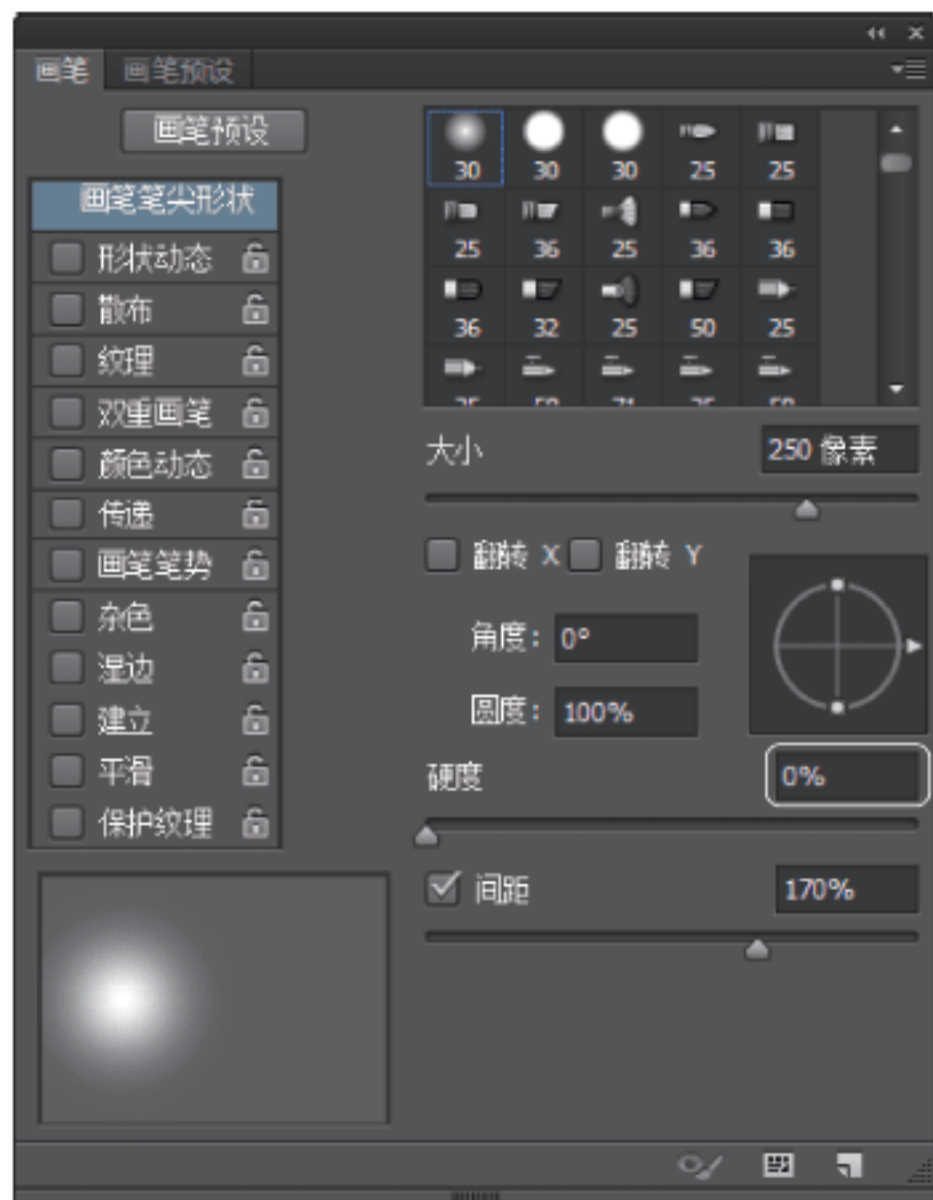 画笔 画笔预设
画笔预设
画笔笔尖形状
形状动态
散布
纹理
双重画笔
颜色动态
传递
画笔笔势
杂色
湿边
建立
平滑
保护纹理
30 30 30 25 25
25 36 25 36 36
36 32 25 50 25
大小 250 像素
翻转 X 翻转 Y
角度: 0°
圆度: 100%
硬度 0%
间距 170%